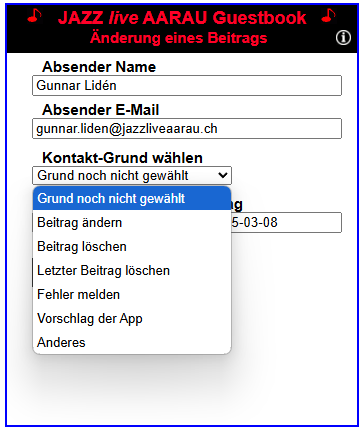 JAZZ live AARAU Guestbook
Änderung eines Beitrags
Absender Name
Gunnar Lidén
Absender E-Mail
gunnar.liden@jazzliveaarau.ch
Kontakt-Grund wählen
Grund noch nicht gewählt
Grund noch nicht gewählt
Beitrag ändern
5-03-08
Beitrag löschen
Letzter Beitrag löschen
Fehler melden
Vorschlag der App
Anderes